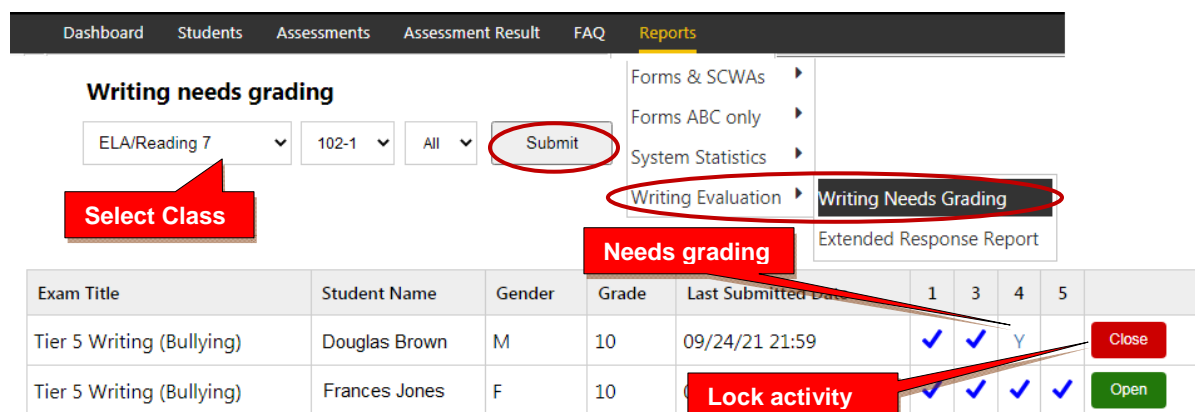 Dashboard Students Assessments Assessment Result FAQ Reports
Writing needs grading
ELA/Reading 7 102-1 All Submit
Select Class
Forms & SCWAs
Forms ABC only
System Statistics
Writing Evaluation
Writing Needs Grading
Extended Response Report
Needs grading
Exam Title Student Name Gender Grade Last Submitted Date 1 3 4 5
Tier 5 Writing (Bullying) Douglas Brown M 10 09/24/21 21:59 Y Close
Tier 5 Writing (Bullying) Frances Jones F 10 Open
Lock activity